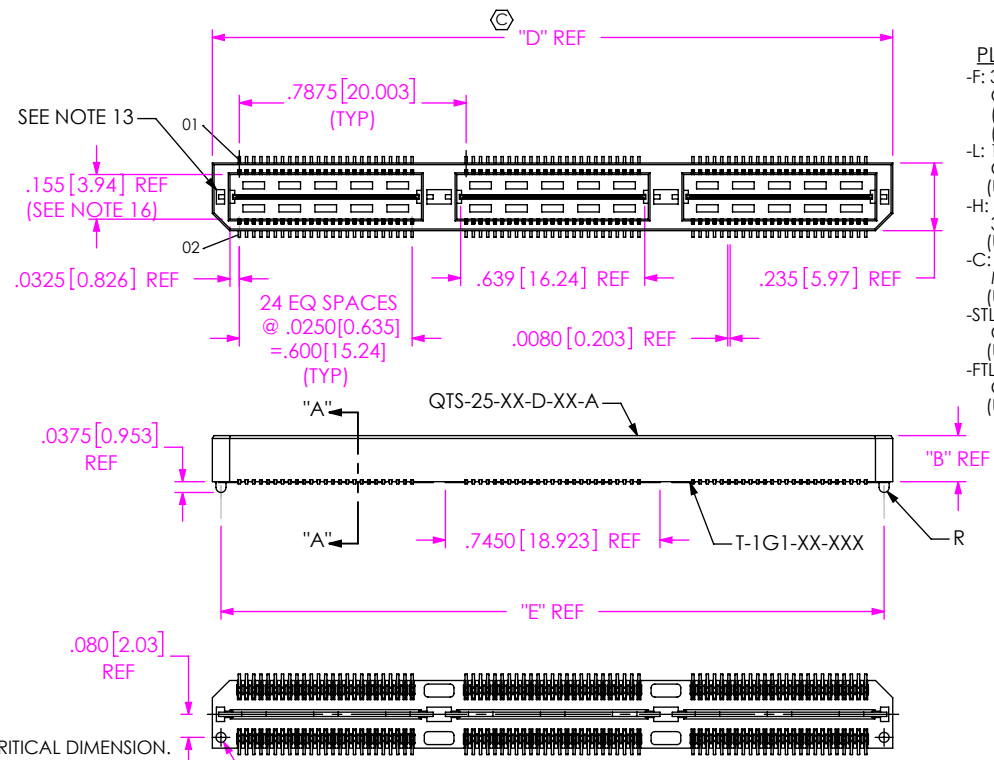 C
"D" REF
.7875[20.003]
(TYP)
SEE NOTE 13
01
.155[3.94] REF
(SEE NOTE 16)
02
.0325[0.826] REF
.639[16.24] REF
.235[5.97] REF
24 EQ SPACES
@ .0250[0.635]
=.600[15.24]
(TYP)
.0080[0.203] REF
-F: 3
-L: 1
-H:
-C:
-STL
-FTL
"A"
QTS-25-XX-D-XX-A
.0375[0.953]
REF
"B" REF
"A"
.7450[18.923] REF
T-1G1-XX-XXX
R
"E" REF
.080[2.03]
REF
DIMENSION.